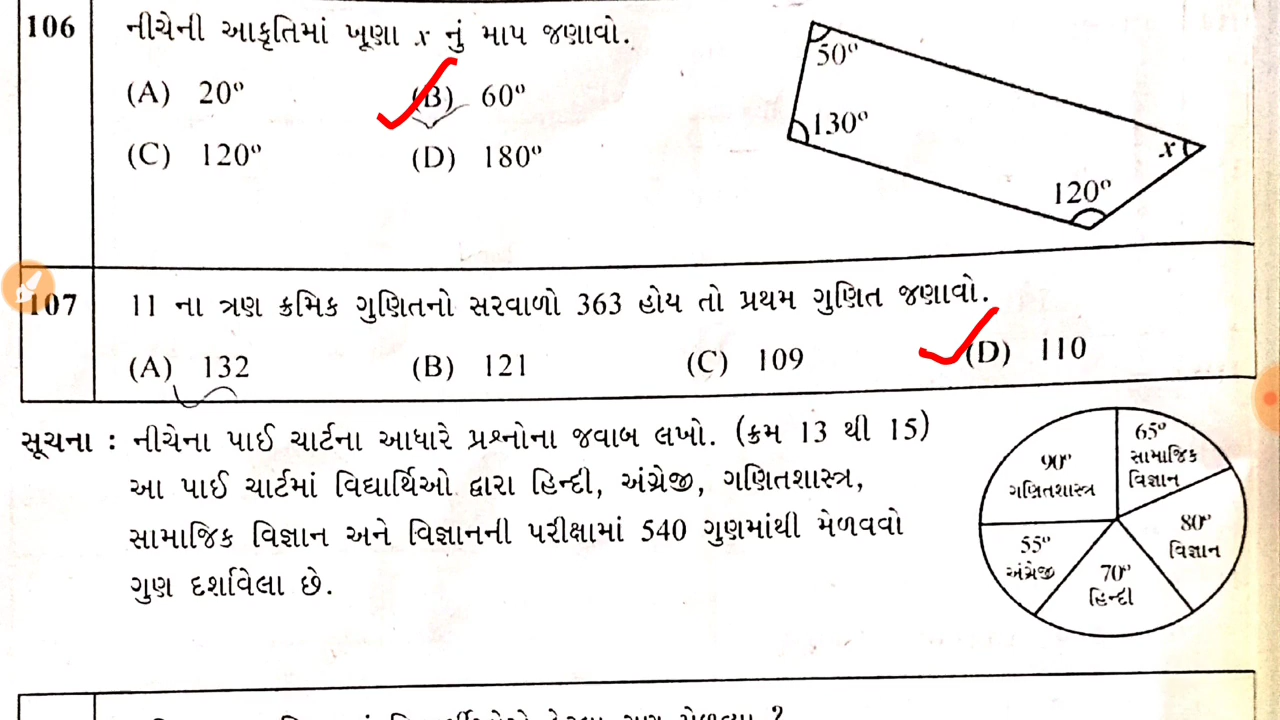 106 નીચેની આકૃતિમાં ખૂણા x નું માપ જણાવો.
(A) 20° (B) 60°
(C) 120° (D) 180°
50°
130°
x
120°
107 11 ના ત્રણ ક્રમિક ગુણિતનો સરવાળો 363 હોય તો પ્રથમ ગુણિત જણાવો.
(A) 132 (B) 121 (C) 109 (D) 110
સૂચના : નીચેના પાઈ ચાર્ટના આધારે પ્રશ્નોના જવાબ લખો. (ક્રમ 13 થી 15)
આ પાઈ ચાર્ટમાં વિદ્યાર્થિઓ દ્વારા હિન્દી, અંગ્રેજી, ગણિતશાસ્ત્ર,
સામાજિક વિજ્ઞાન અને વિજ્ઞાનની પરીક્ષામાં 540 ગુણમાંથી મેળવવો
ગુણ દર્શાવેલા છે.
65°
સામાજિક
વિજ્ઞાન
90°
ગણિતશાસ્ત્ર
80°
વિજ્ઞાન
55°
અંગ્રેજી
70°
હિન્દી